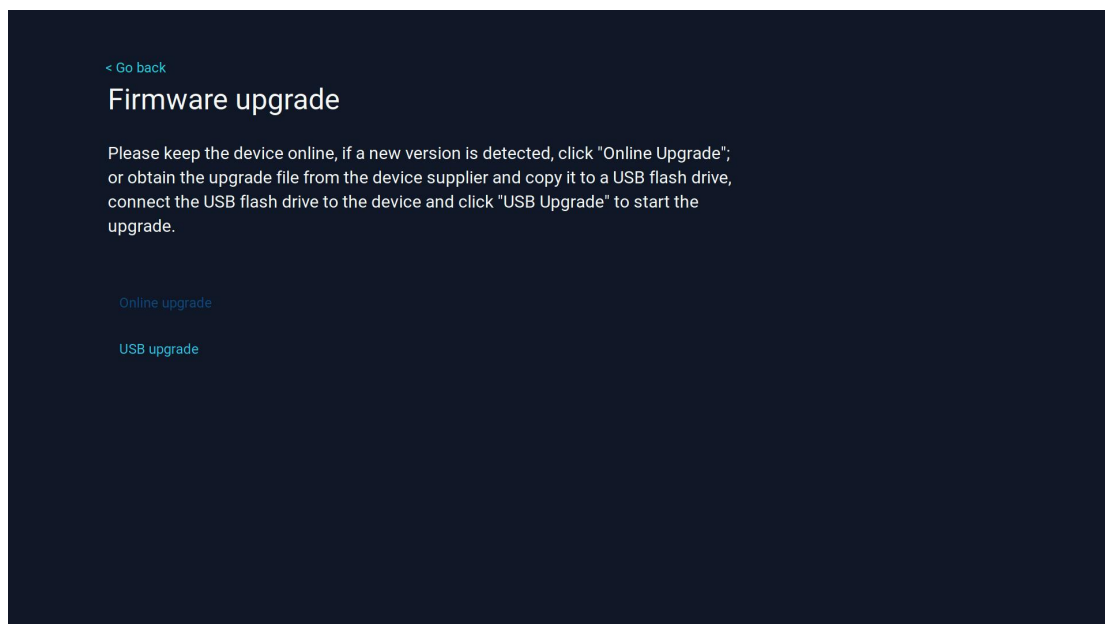 < Go back
Firmware upgrade
Please keep the device online, if a new version is detected, click "Online Upgrade";
or obtain the upgrade file from the device supplier and copy it to a USB flash drive,
connect the USB flash drive to the device and click "USB Upgrade" to start the
upgrade.
Online upgrade
USB upgrade